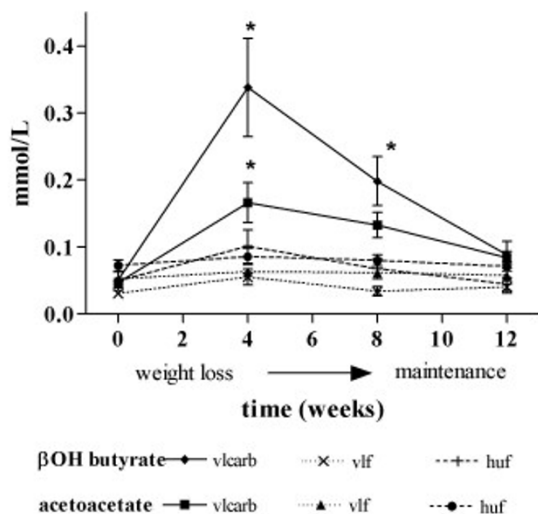 mmol/L
0.4
0.3
0.2
0.1
0.0
*
*
*
0 2 4 6 8 10 12
weight loss maintenance
time (weeks)
βOH butyrate vlcarb vlf huf
acetoacetate vlcarb vlf huf